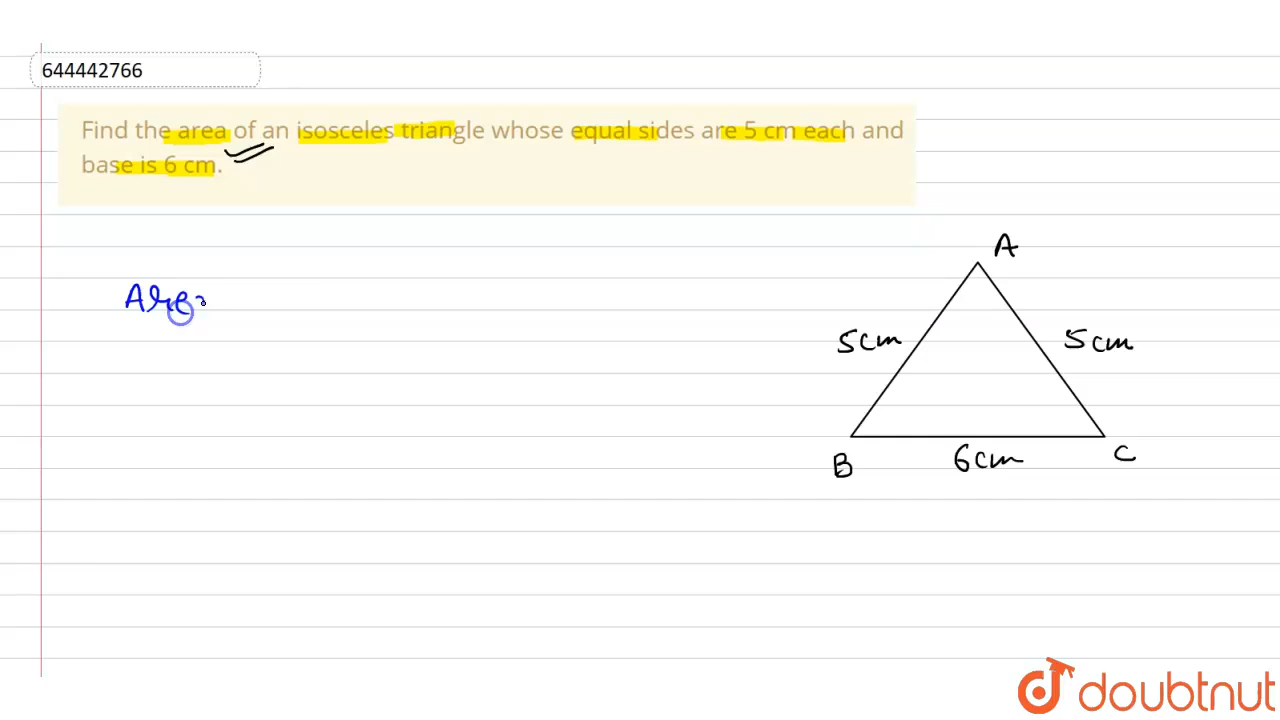 644442766
Find the area of an isosceles triangle whose equal sides are 5 cm each and
base is 6 cm.
A
Are
5cm
5cm
B
6cm
C
doubtnut